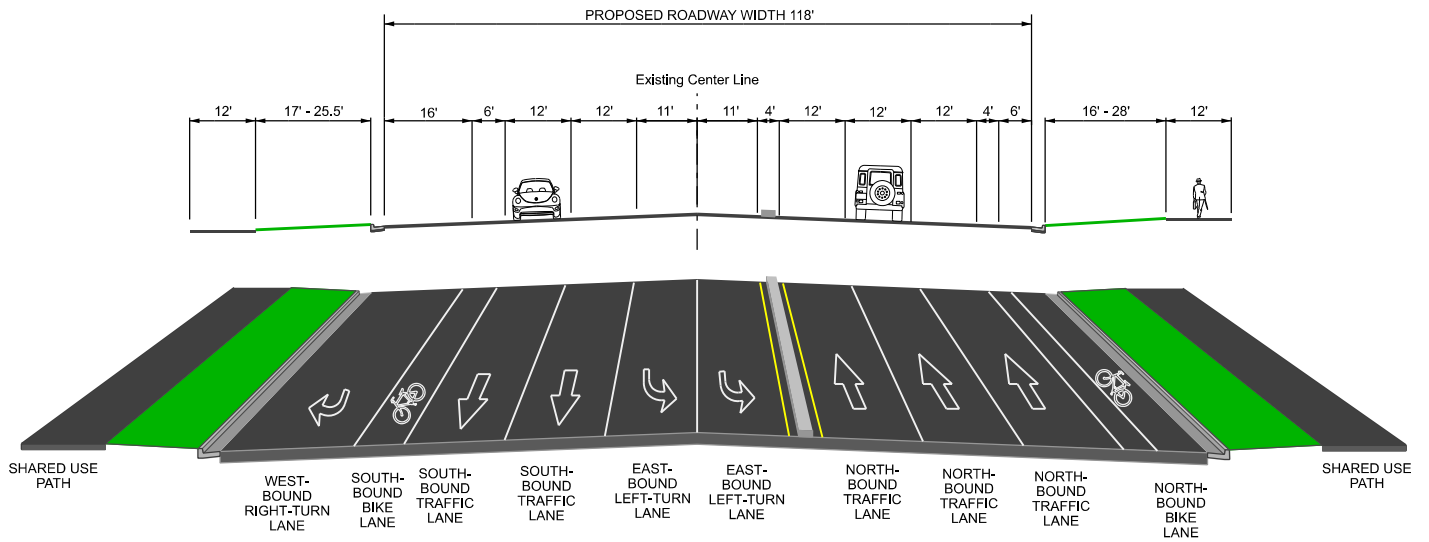 PROPOSED ROADWAY WIDTH 118'
Existing Center Line
12' 17' - 25.5' 16' 6' 12' 12' 11' 11' 4' 12' 12' 12' 4' 6' 16' - 28' 12'
SHARED USE
PATH
WEST-
BOUND
RIGHT-TURN
LANE
SOUTH-
BOUND
BIKE
LANE
SOUTH-
BOUND
TRAFFIC
LANE
SOUTH-
BOUND
TRAFFIC
LANE
EAST-
BOUND
LEFT-TURN
LANE
EAST-
BOUND
LEFT-TURN
LANE
NORTH-
BOUND
TRAFFIC
LANE
NORTH-
BOUND
TRAFFIC
LANE
NORTH-
BOUND
TRAFFIC
LANE
NORTH-
BOUND
BIKE
LANE
SHARED USE
PATH